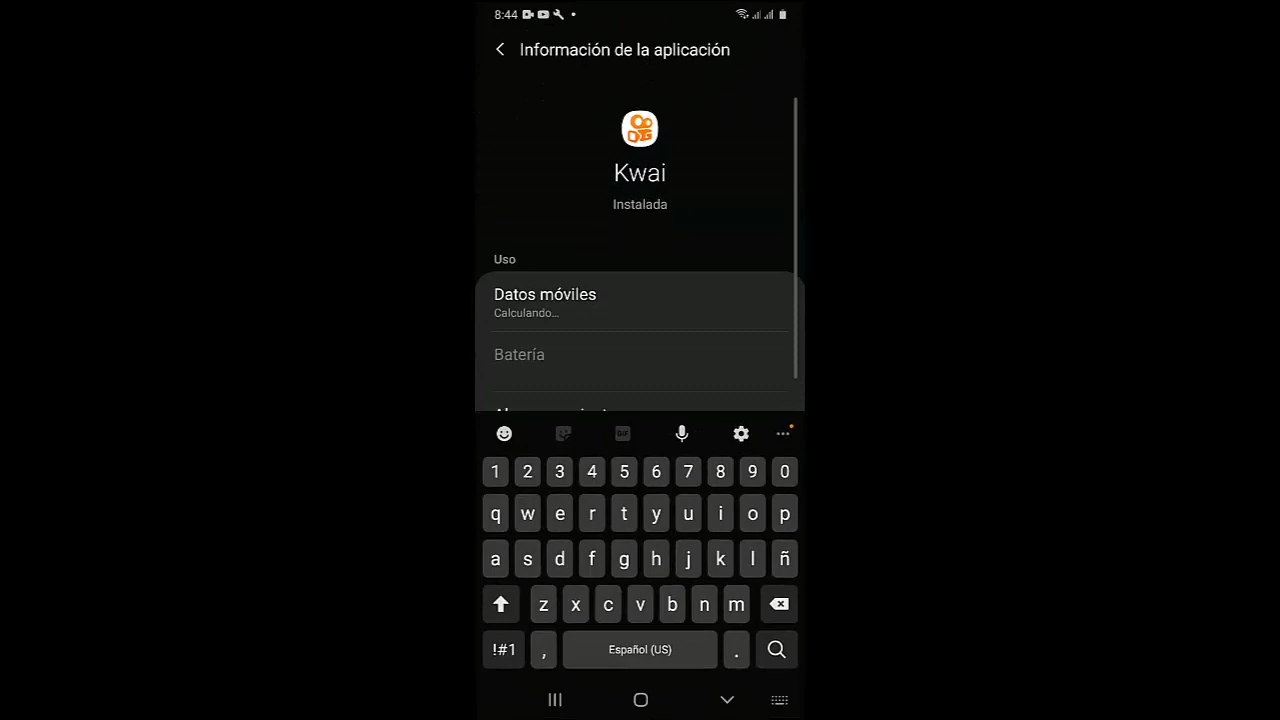 8:44
Información de la aplicación
Kwai
Instalada
Uso
Datos móviles
Calculando...
Batería
GIF
1 2 3 4 5 6 7 8 9 0
q w e r t y u i o p
a s d f g h j k l ñ
z x c v b n m
!#1 , Español (US) .